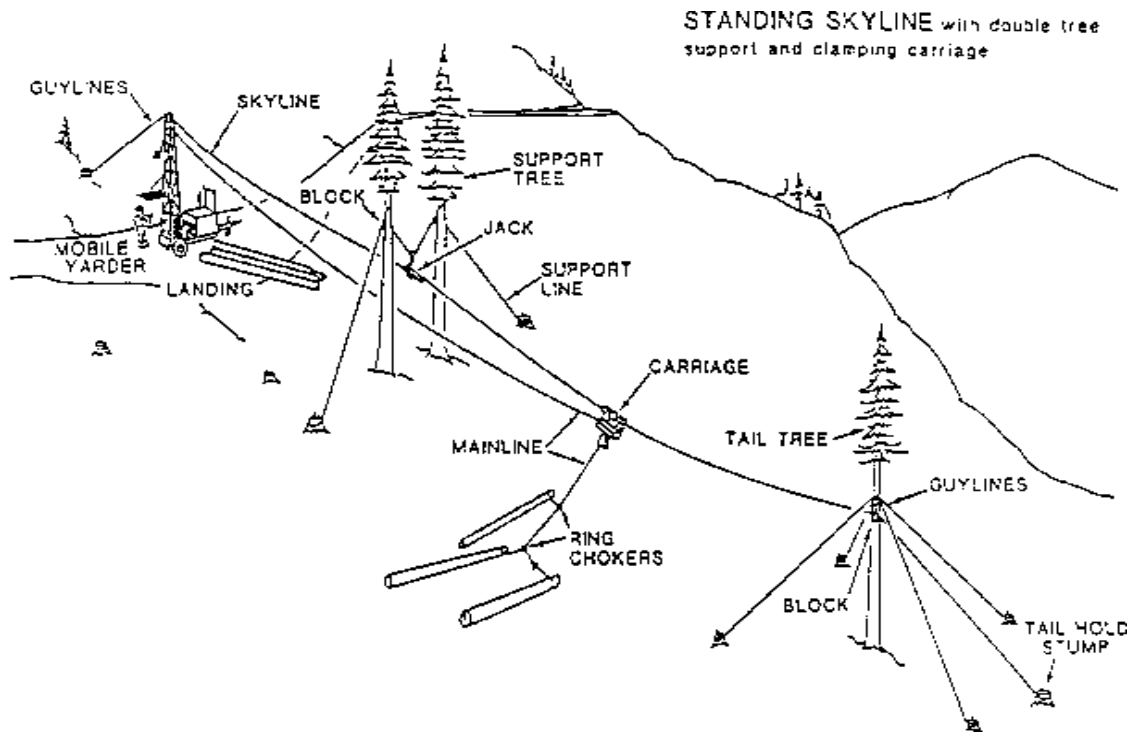 STANDING SKYLINE with double tree
support and clamping carriage
GUYLINES
SKYLINE
SUPPORT
TREE
BLOCK
JACK
MOBILE
YARDER
LANDING
SUPPORT
LINE
CARRIAGE
MAINLINE
TAIL TREE
GUYLINES
RING
CHOKERS
BLOCK
TAIL HOLD
STUMP